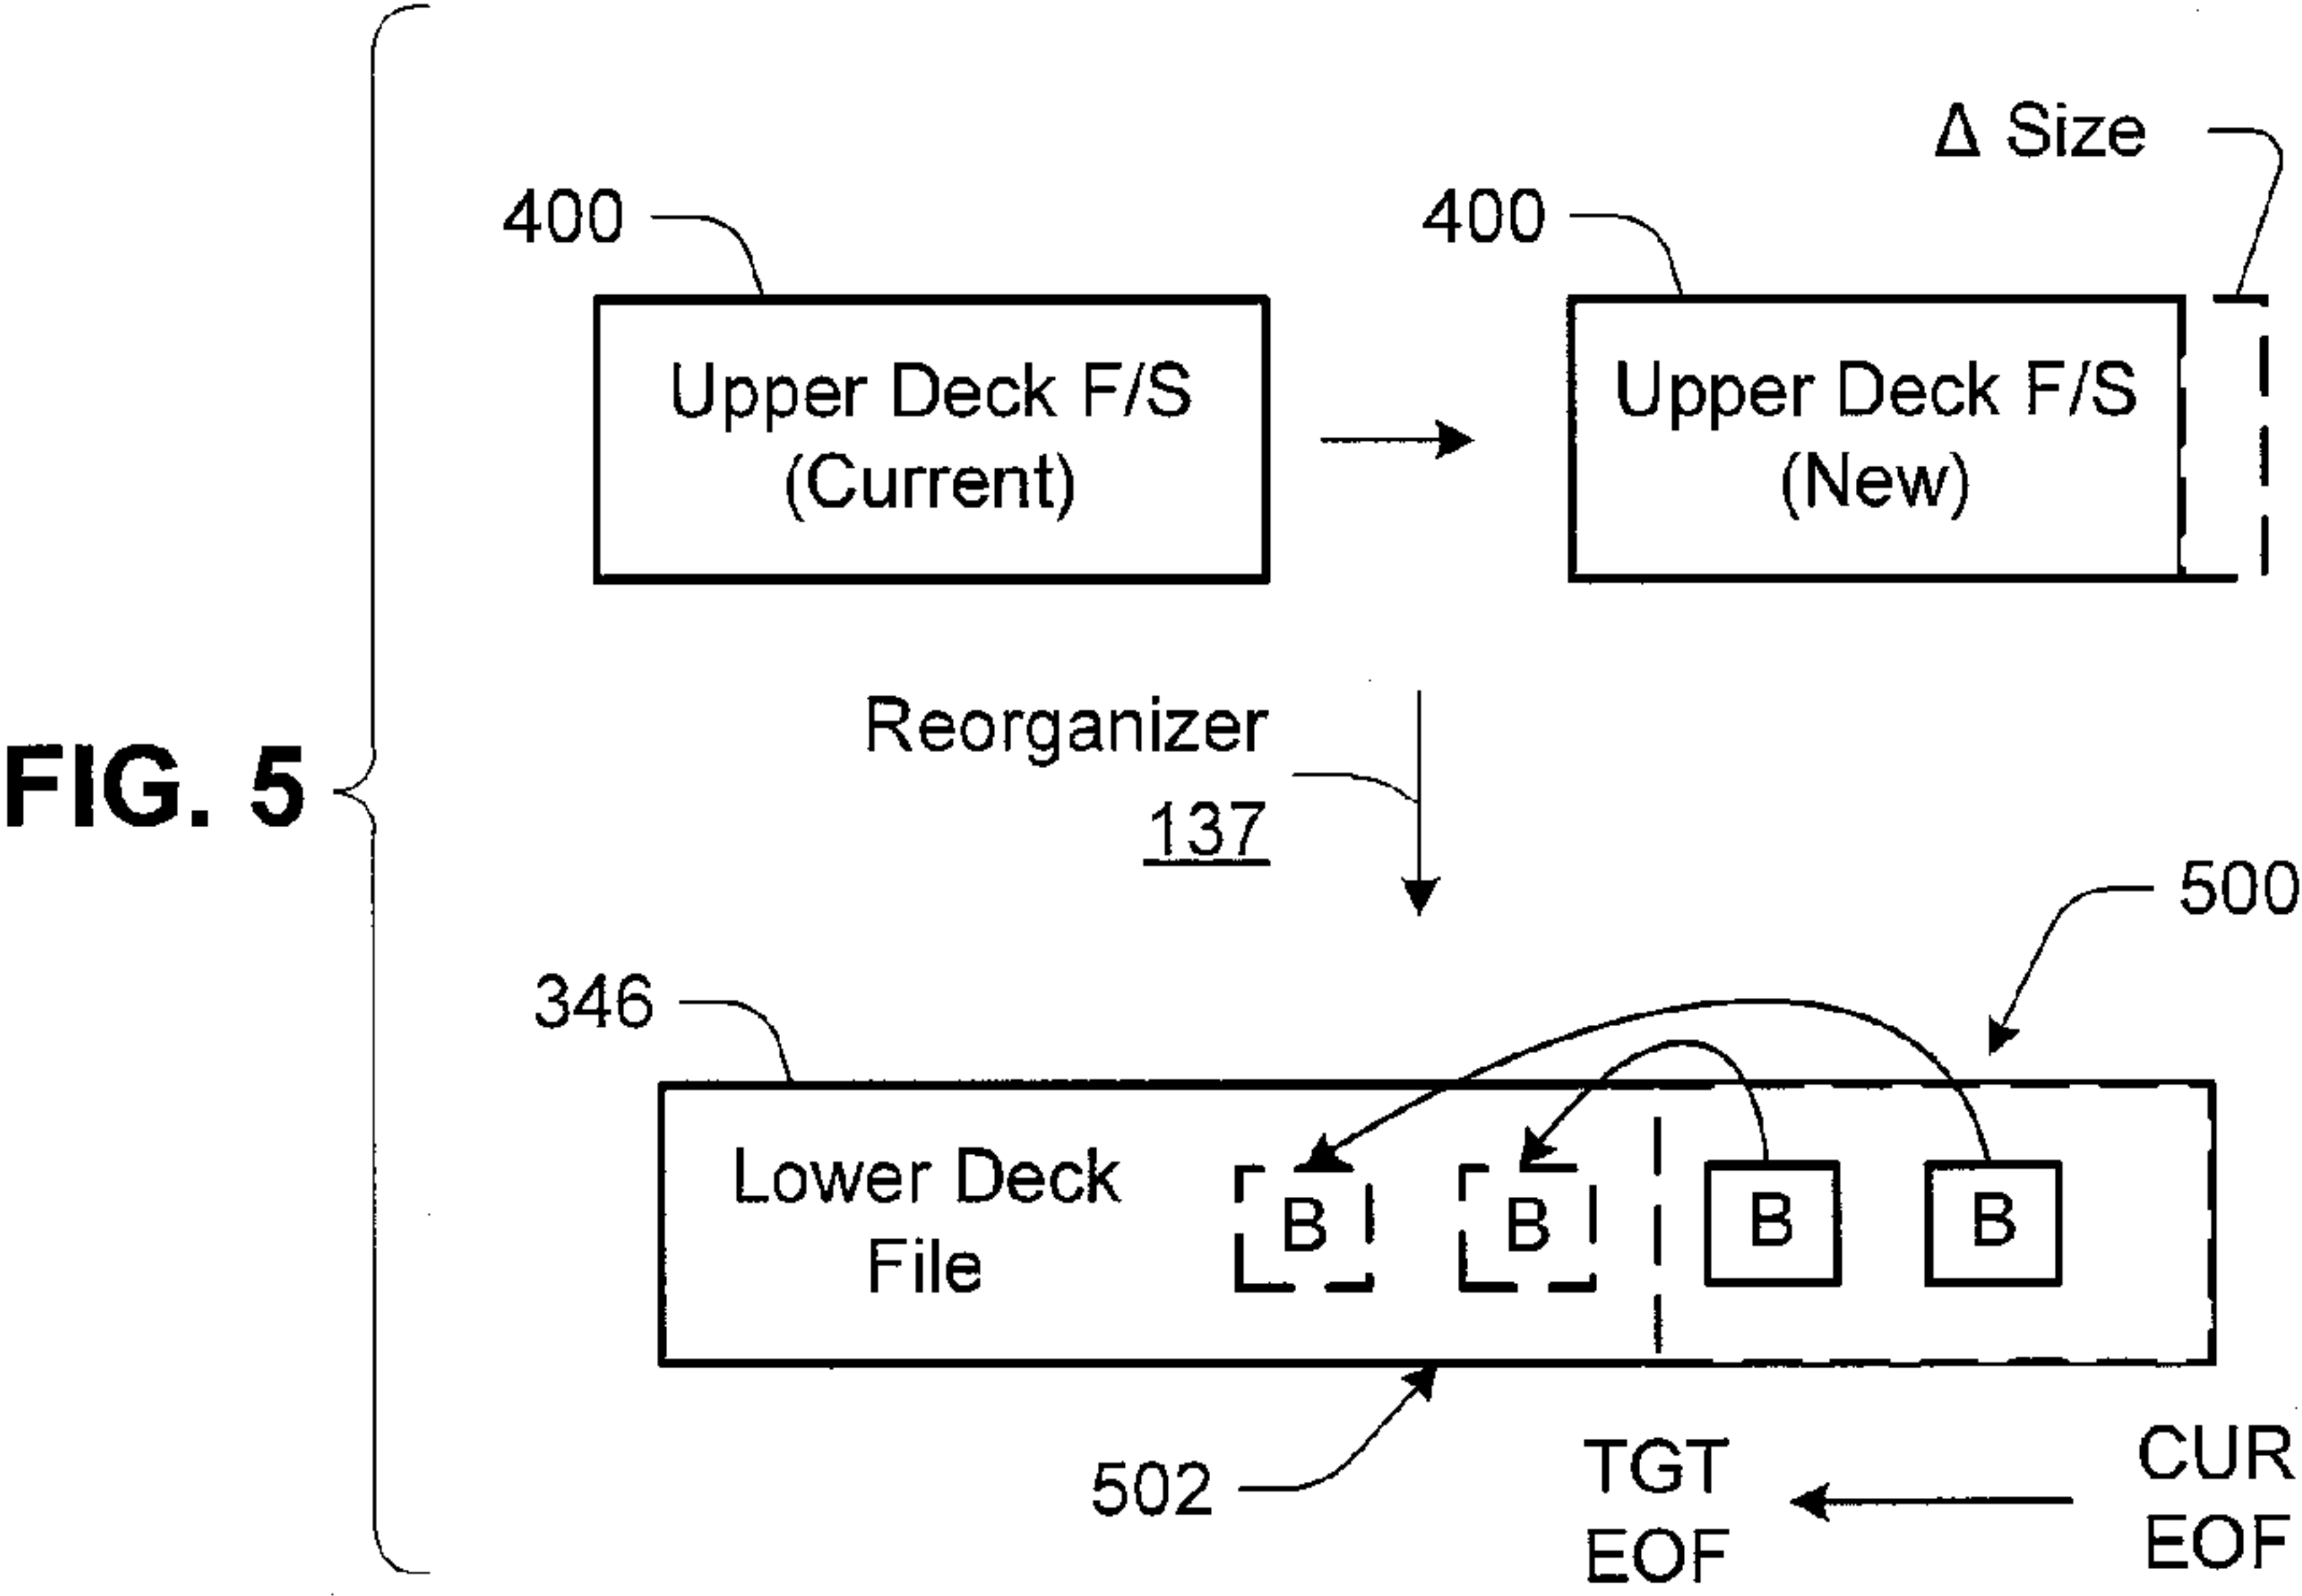 Δ Size
400
400
Upper Deck F/S
(Current)
Upper Deck F/S
(New)
Reorganizer
137
FIG. 5
500
346
Lower Deck
File
B
B
B
B
502
TGT
EOF
CUR
EOF